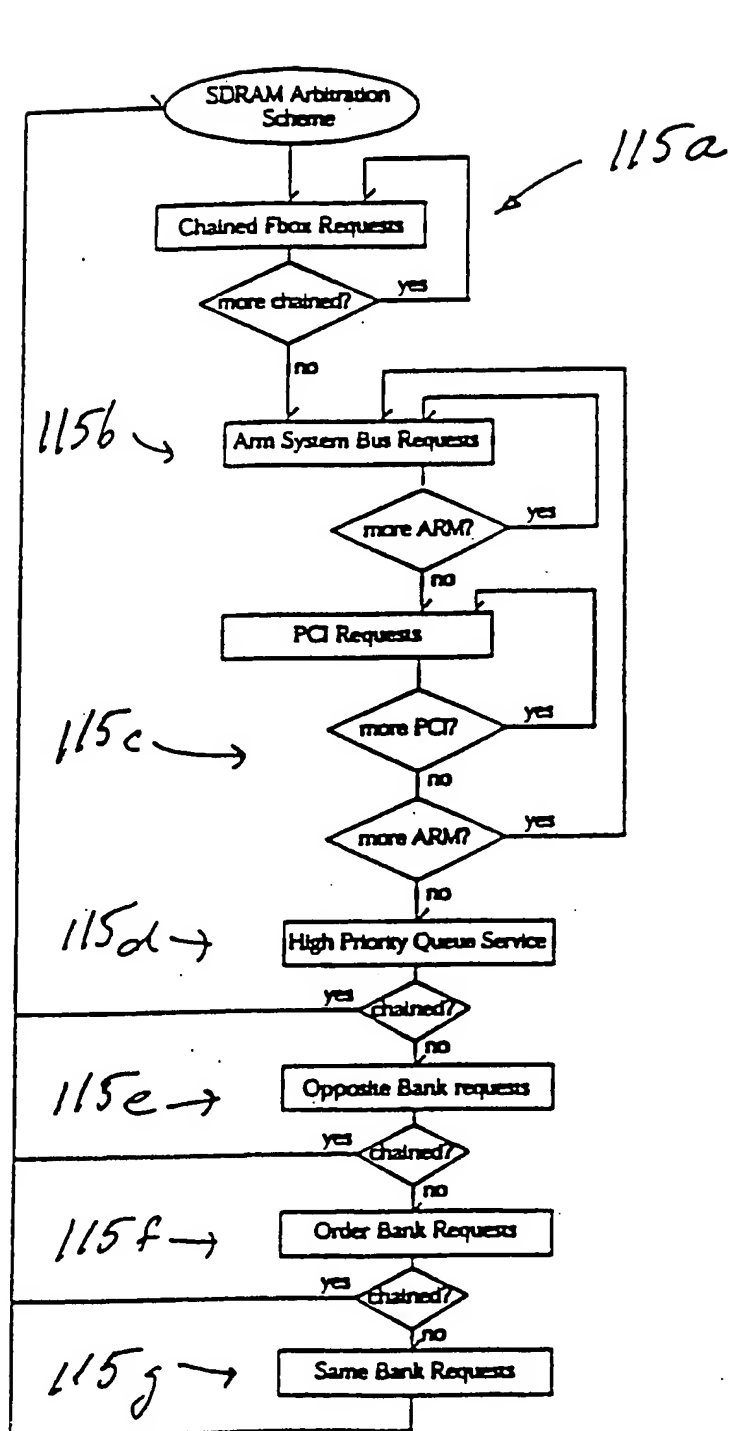 SDRAM Arbitration
Scheme
115a
Chained Fbox Requests
more chained?
yes
no
115b
Arm System Bus Requests
more ARM?
yes
no
PCI Requests
115c
more PCI?
yes
no
more ARM?
yes
no
115d
High Priority Queue Service
yes
chained?
no
115e
Opposite Bank requests
yes
chained?
no
115f
Order Bank Requests
yes
chained?
no
115g
Same Bank Requests